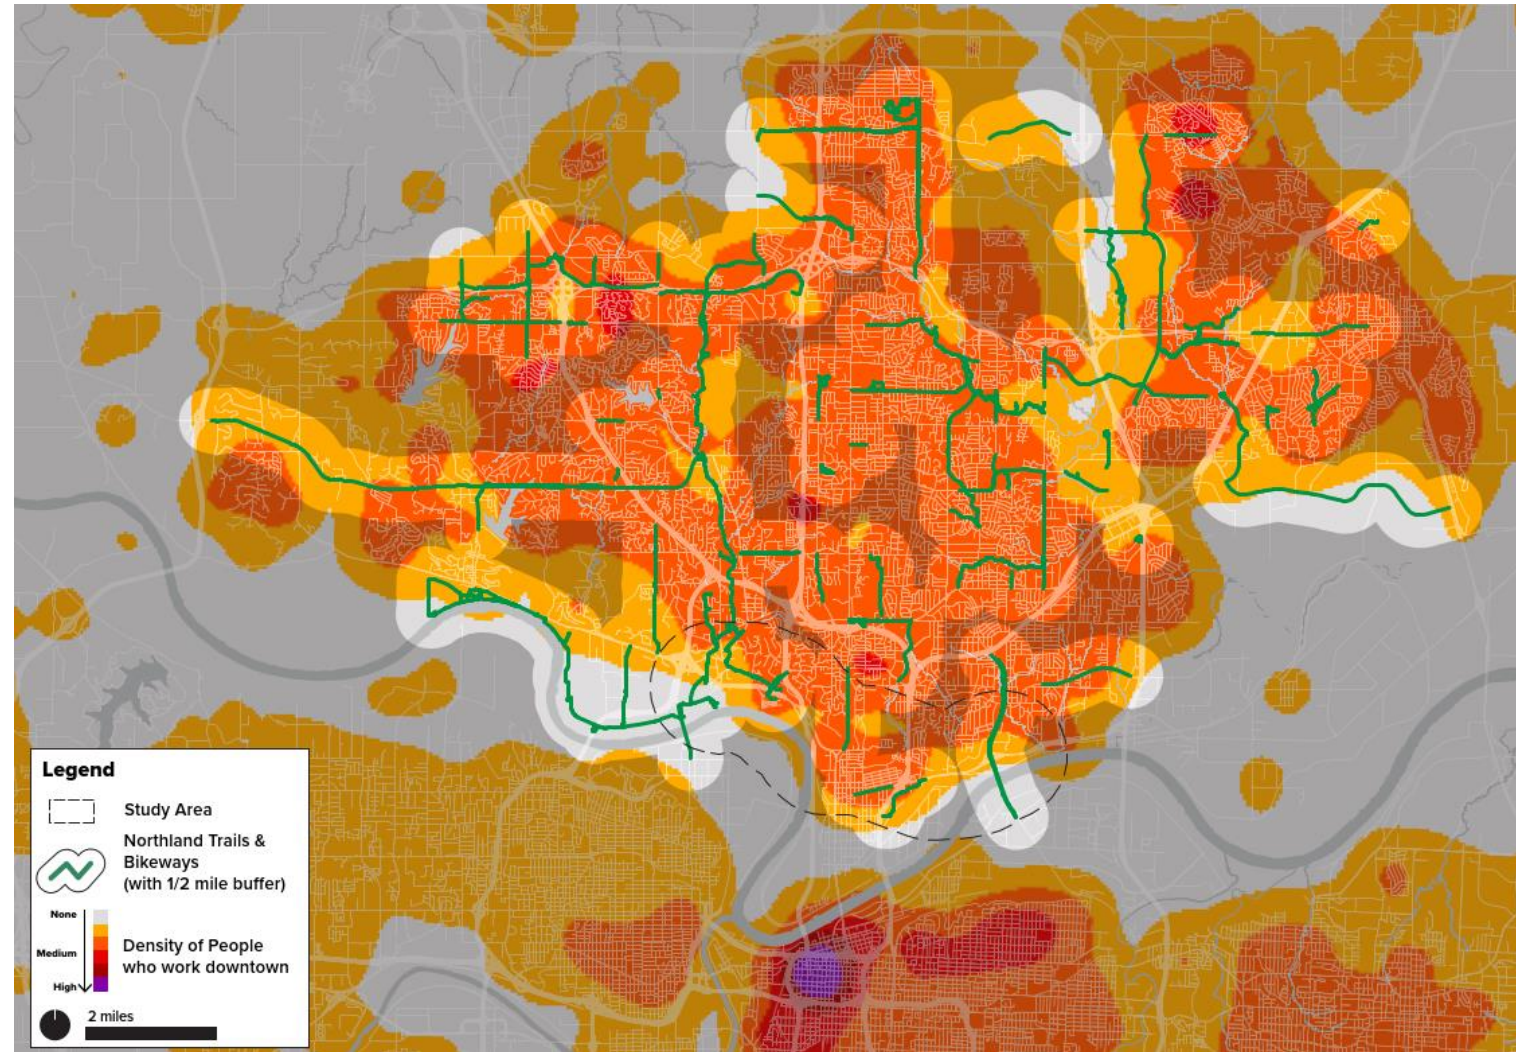 Legend
Study Area
Northland Trails &
Bikeways
(with 1/2 mile buffer)
None
Medium
High
Density of People
who work downtown
2 miles